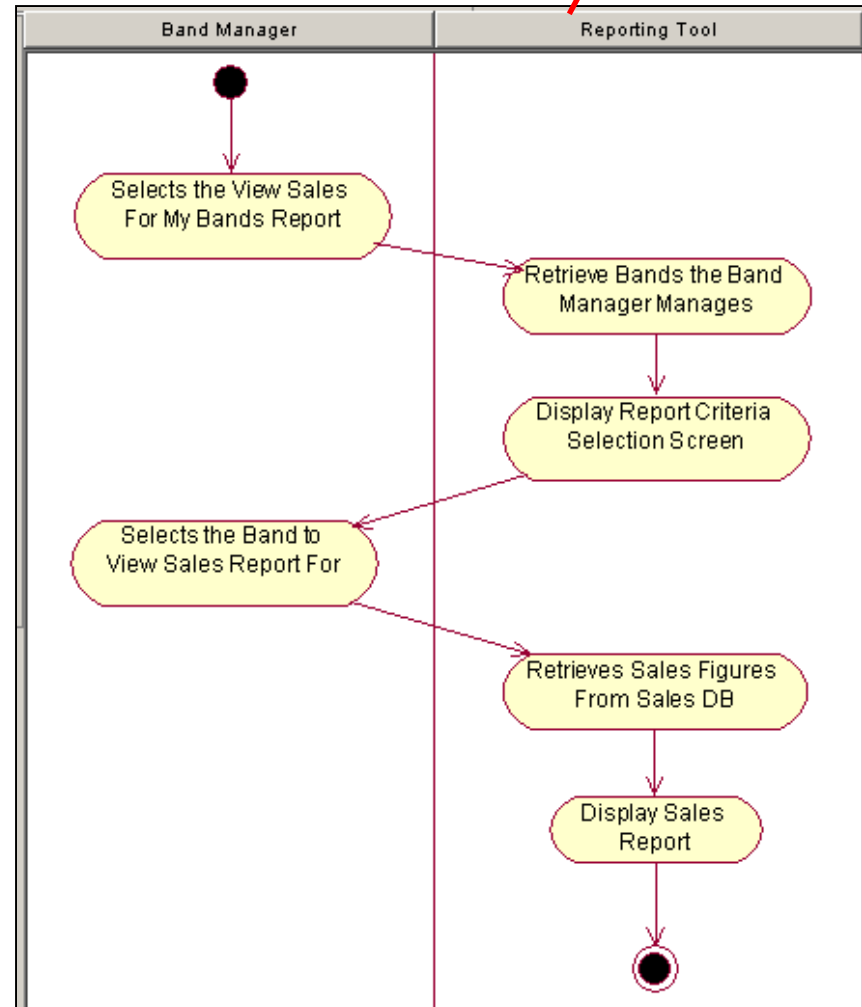 Band Manager
Reporting Tool
Selects the View Sales
For My Bands Report
Retrieve Bands the Band
Manager Manages
Display Report Criteria
Selection Screen
Selects the Band to
View Sales Report For
Retrieves Sales Figures
From Sales DB
Display Sales
Report